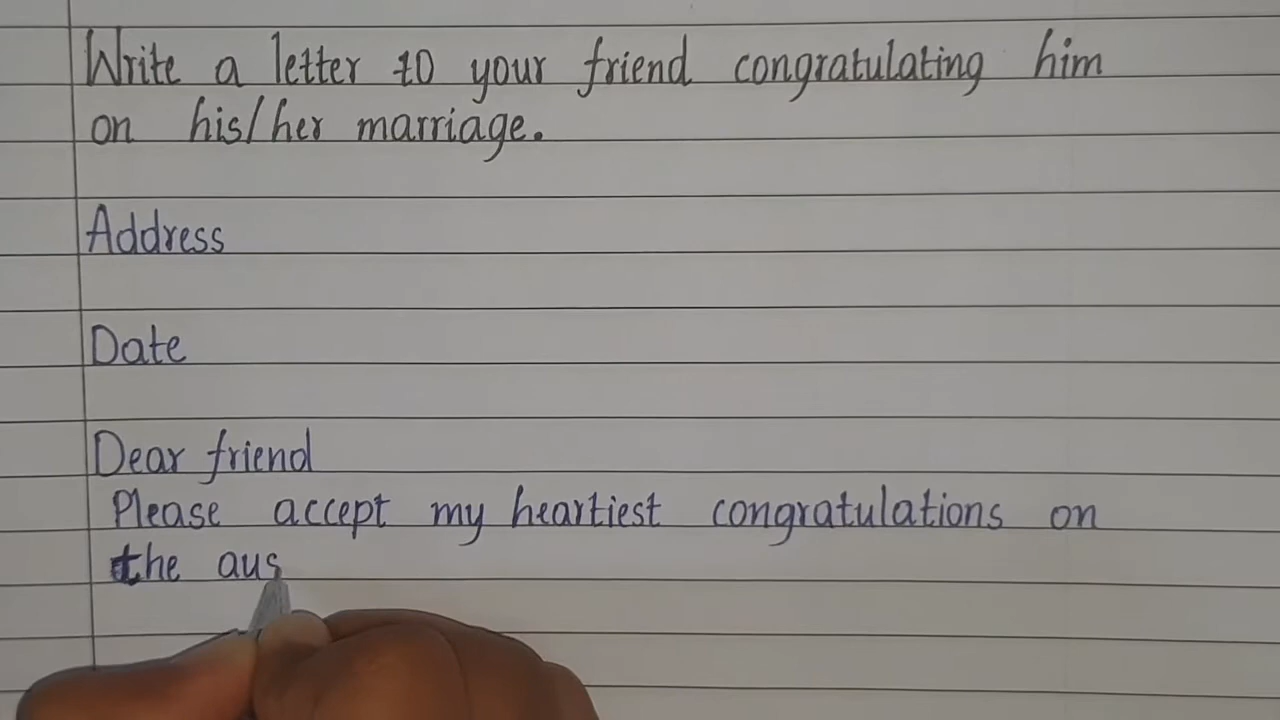 Write a letter to your friend congratulating him
on his/her marriage.
Address
Date
Dear friend
Please accept my heartiest congratulations on
the aus